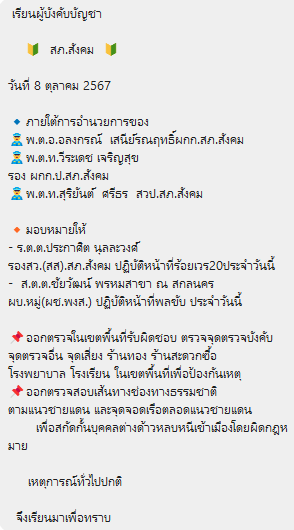 เรียนผู้บังคับบัญชา
🔰 สภ.สังคม 🔰
วันที่ 8 ตุลาคม 2567
🔹ภายใต้การอำนวยการของ
👮พ.ต.อ.อลงกรณ์ เสนีย์รณฤทธิ์ผกก.สภ.สังคม
👮พ.ต.ท.วีระเดช เจริญสุข
รอง ผกก.ป.สภ.สังคม
👮พ.ต.ท.สุริยันต์ ศรีธร สวป.สภ.สังคม
🔸มอบหมายให้
- ร.ต.ต.ประกาศิต นุลละวงศ์
รองสว.(สส).สภ.สังคม ปฏิบัติหน้าที่ร้อยเวร20ประจำวันนี้
- ส.ต.ต.ชัยวัฒน์ พรหมสาขา ณ สกลนคร
ผบ.หมู่(ผช.พงส.) ปฏิบัติหน้าที่พลขับ ประจำวันนี้
📌ออกตรวจในเขตพื้นที่รับผิดชอบ ตรวจจุดตรวจบังคับ
จุดตรวจอื่น จุดเสี่ยง ร้านทอง ร้านสะดวกซื้อ
โรงพยาบาล โรงเรียน ในเขตพื้นที่เพื่อป้องกันเหตุ
📌ออกตรวจสอบเส้นทางช่องทางธรรมชาติ
ตามแนวชายแดน และจุดจอดเรือตลอดแนวชายแดน
เพื่อสกัดกั้นบุคคลต่างด้าวหลบหนีเข้าเมืองโดยผิดกฎห
มาย
เหตุการณ์ทั่วไปปกติ
จึงเรียนมาเพื่อทราบ